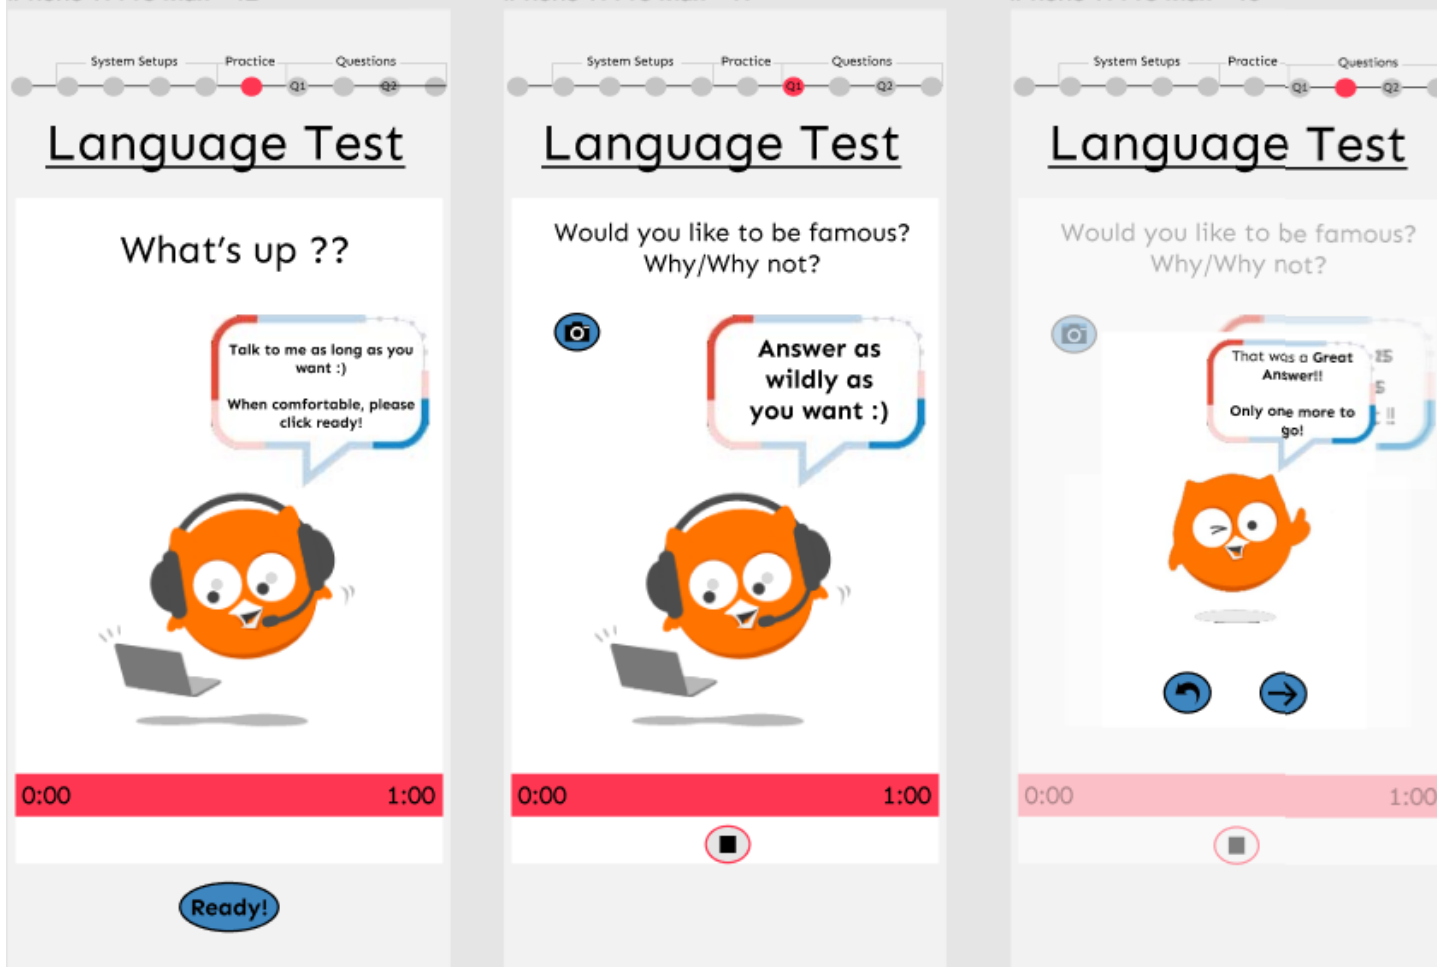 System Setups Practice Questions
Q1 Q2
Language Test
What's up ??
Talk to me as long as you
want :)
When comfortable, please
click ready!
0:00 1:00
Ready!
System Setups Practice Questions
Q1 Q2
Language Test
Would you like to be famous?
Why/Why not?
Answer as
wildly as
you want :)
0:00 1:00
System Setups Practice Questions
Q1 Q2
Language Test
Would you like to be famous?
Why/Why not?
That was a Great
Answer!!
Only one more to
go!
0:00 1:00